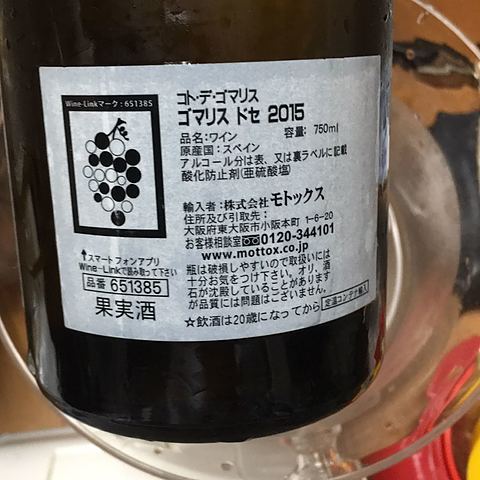 Wine-Linkマーク:651385
コト・デ・ゴマリス
ゴマリス ドセ 2015
品名:ワイン 容量: 750ml
原産国:スペイン
アルコール分は表、又は裏ラベルに記載
酸化防止剤(亜硫酸塩)
輸入者:株式会社モトックス
住所及び引取先:
大阪府東大阪市小阪本町 1-6-20
お客様相談室 0120-344101
www.mottox.co.jp
↑スマートフォンアプリ
Wine-Linkで読み取って下さい
品番 651385
果実酒
瓶は破損しやすいので取扱いには
十分お気をつけ下さい。オリ、酒
石が沈殿していることがあります
が品質には問題はございません。
定温コンテナ輸入
☆飲酒は20歳になってから